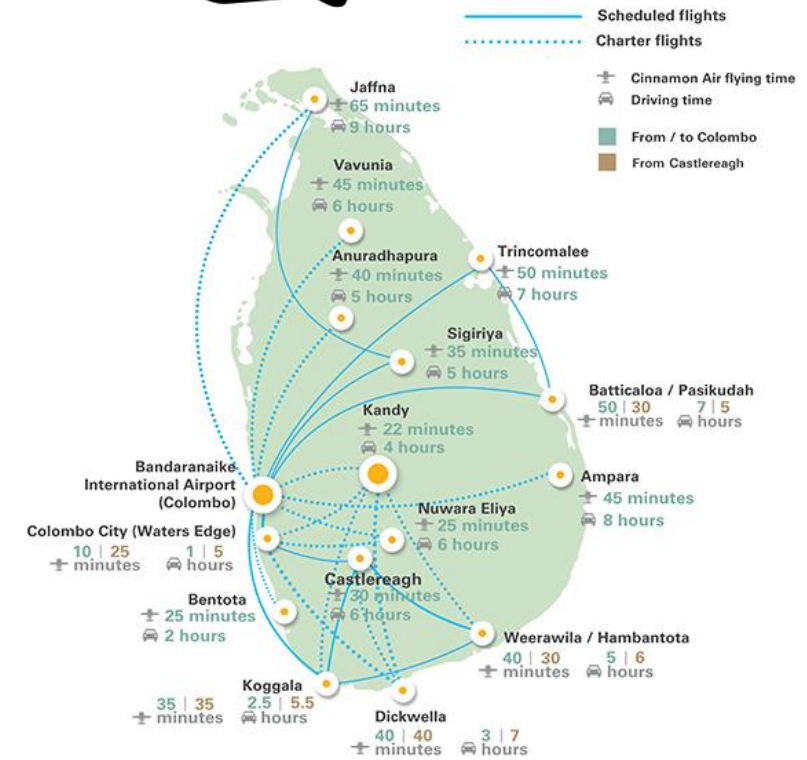 Scheduled flights
Charter flights
Cinnamon Air flying time
Driving time
From / to Colombo
From Castlereagh
Jaffna
65 minutes
9 hours
Vavunia
45 minutes
6 hours
Anuradhapura
40 minutes
5 hours
Trincomalee
50 minutes
7 hours
Sigiriya
35 minutes
5 hours
Batticaloa / Pasikudah
50 | 30 7 | 5
minutes hours
Kandy
22 minutes
4 hours
Bandaranaike
International Airport
(Colombo)
Ampara
45 minutes
8 hours
Nuwara Eliya
25 minutes
6 hours
Colombo City (Waters Edge)
10 | 25 1 | 5
minutes hours
Castlereagh
30 minutes
6 hours
Bentota
25 minutes
2 hours
Weerawila / Hambantota
40 | 30 5 | 6
minutes hours
Koggala
35 | 35 2.5 | 5.5
minutes hours
Dickwella
40 | 40 3 | 7
minutes hours